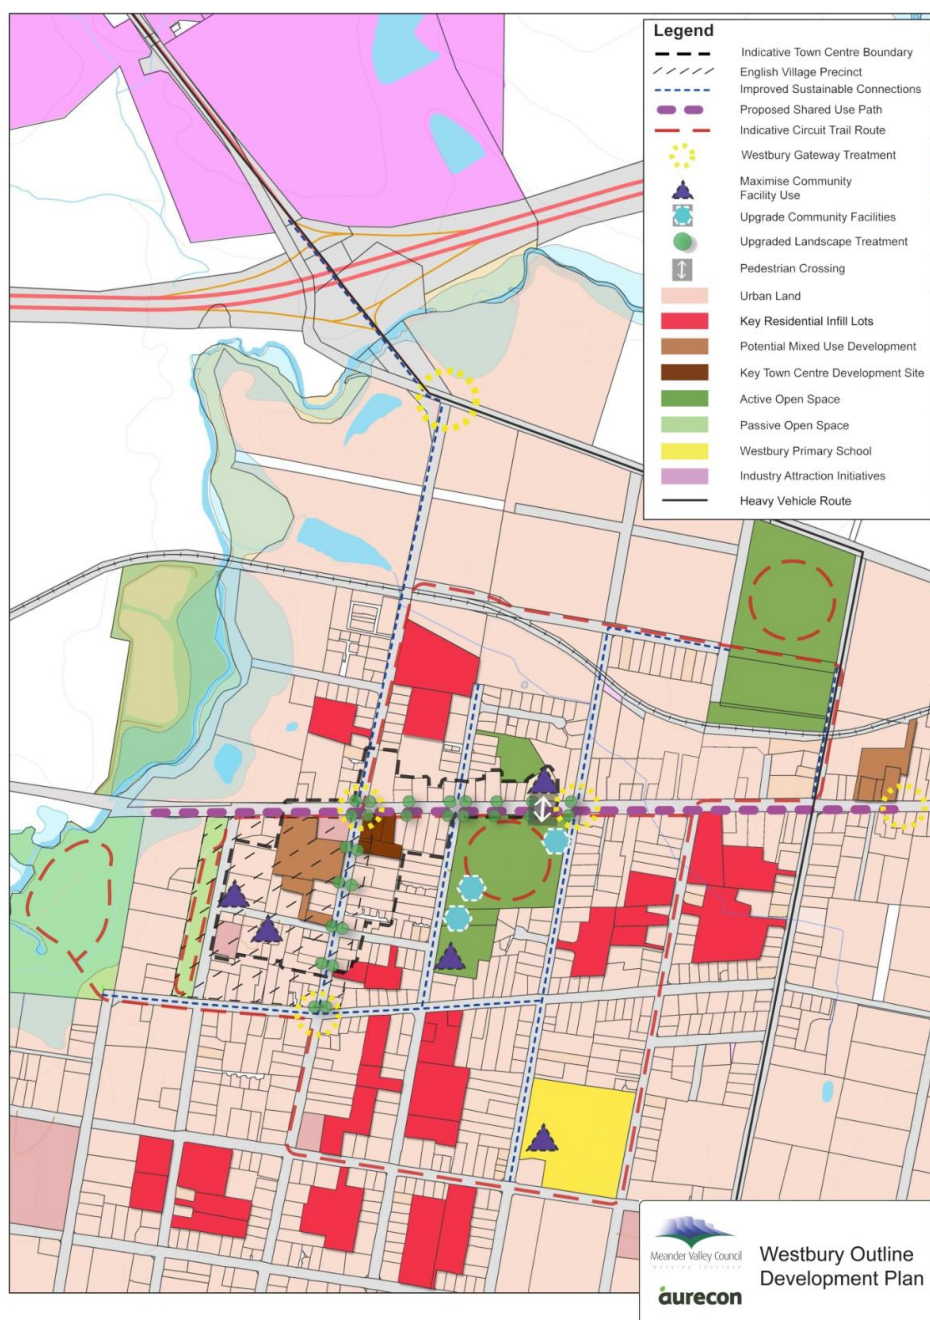 Legend
Indicative Town Centre Boundary
English Village Precinct
Improved Sustainable Connections
Proposed Shared Use Path
Indicative Circuit Trail Route
Westbury Gateway Treatment
Maximise Community
Facility Use
Upgrade Community Facilities
Upgraded Landscape Treatment
Pedestrian Crossing
Urban Land
Key Residential Infill Lots
Potential Mixed Use Development
Key Town Centre Development Site
Active Open Space
Passive Open Space
Westbury Primary School
Industry Attraction Initiatives
Heavy Vehicle Route
Meander Valley Council
aurecon
Westbury Outline
Development Plan